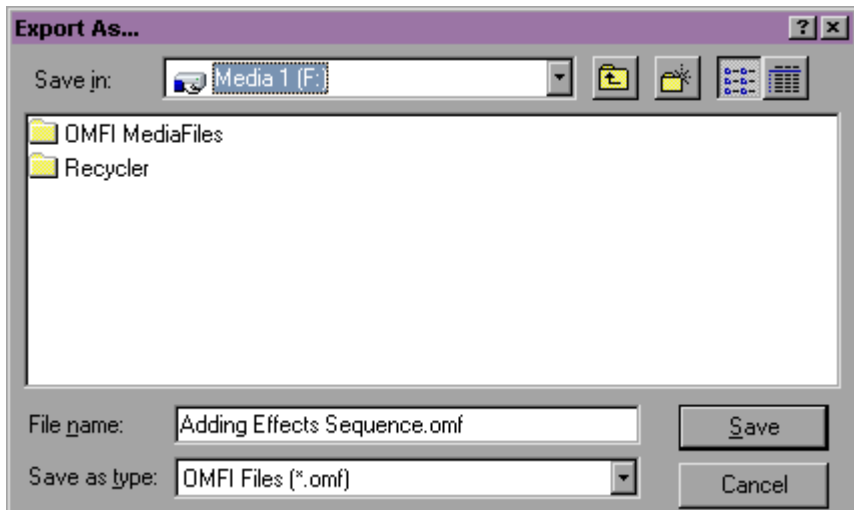 Export As...
Save in: Media 1 (F:
OMFI MediaFiles
Recycler
File name: Adding Effects Sequence.omf Save
Save as type: OMFI Files (*.omf) Cancel